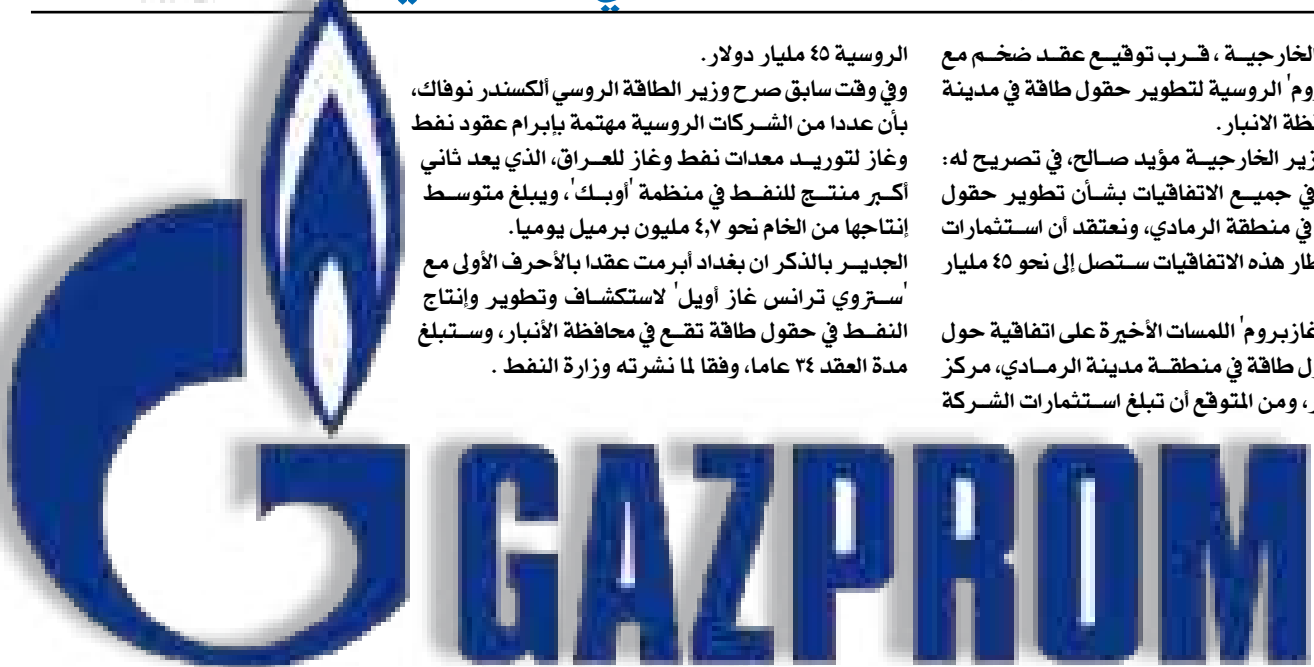 الخارجية ، قرب توقيع عقد ضخم مع
الروسية لتطوير حقول طاقة في مدينة
الانبار.
الخارجية مؤيد صالح، في تصريح له:
في جميع الاتفاقيات بشأن تطوير حقول
في منطقة الرمادي، ونعتقد أن استثمارات
هذه الاتفاقيات ستصل إلى نحو ٤٥ مليار
اللمسات الأخيرة على اتفاقية حول
طاقة في منطقة مدينة الرمادي، مركز
ومن المتوقع أن تبلغ استثمارات الشركة
الروسية ٤٥ مليار دولار.
وفي وقت سابق صرح وزير الطاقة الروسي ألكسندر نوفاك،
بأن عددا من الشركات الروسية مهتمة بإبرام عقود نفط
وغاز لتوريد معدات نفط وغاز للعراق، الذي يعد ثاني
أكبر منتج للنفط في منظمة 'أوبك'، ويبلغ متوسط
إنتاجها من الخام نحو ٤,٧ مليون برميل يوميا.
الجدير بالذكر ان بغداد أبرمت عقدا بالأحرف الأولى مع
'ستروي ترانس غاز أويل' لاستكشاف وتطوير وإنتاج
النفط في حقول طاقة تقع في محافظة الأنبار، وستبلغ
مدة العقد ٣٤ عاما، وفقا لما نشرته وزارة النفط .
GAZPROM